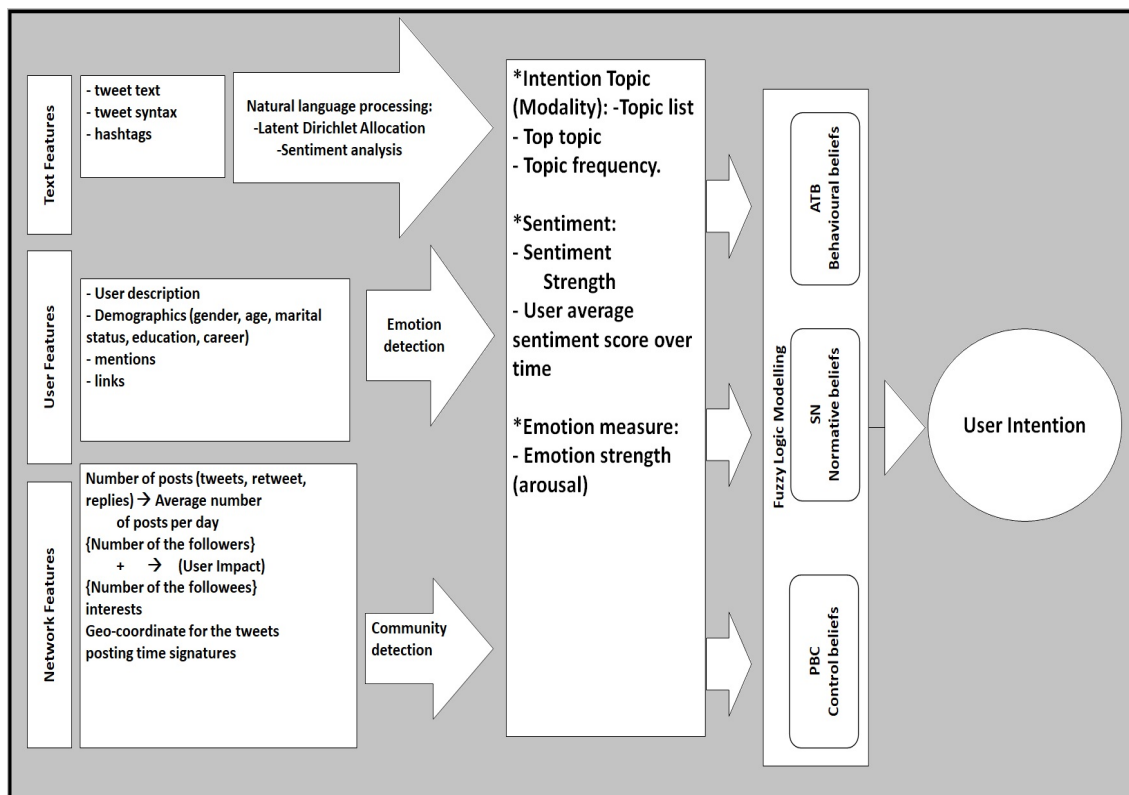 Text Features
- tweet text
- tweet syntax
- hashtags
Natural language processing:
-Latent Dirichlet Allocation
-Sentiment analysis
User Features
- User description
- Demographics (gender, age, marital
status, education, career)
- mentions
- links
Emotion
detection
Network Features
Number of posts (tweets, retweet,
replies) → Average number
of posts per day
{Number of the followers}
+ → (User Impact)
{Number of the followees}
interests
Geo-coordinate for the tweets
posting time signatures
Community
detection
*Intention Topic
(Modality): -Topic list
- Top topic
- Topic frequency.
*Sentiment:
- Sentiment
Strength
- User average
sentiment score over
time
*Emotion measure:
- Emotion strength
(arousal)
Fuzzy Logic Modelling
ATB
Behavioural beliefs
SN
Normative beliefs
PBC
Control beliefs
User Intention